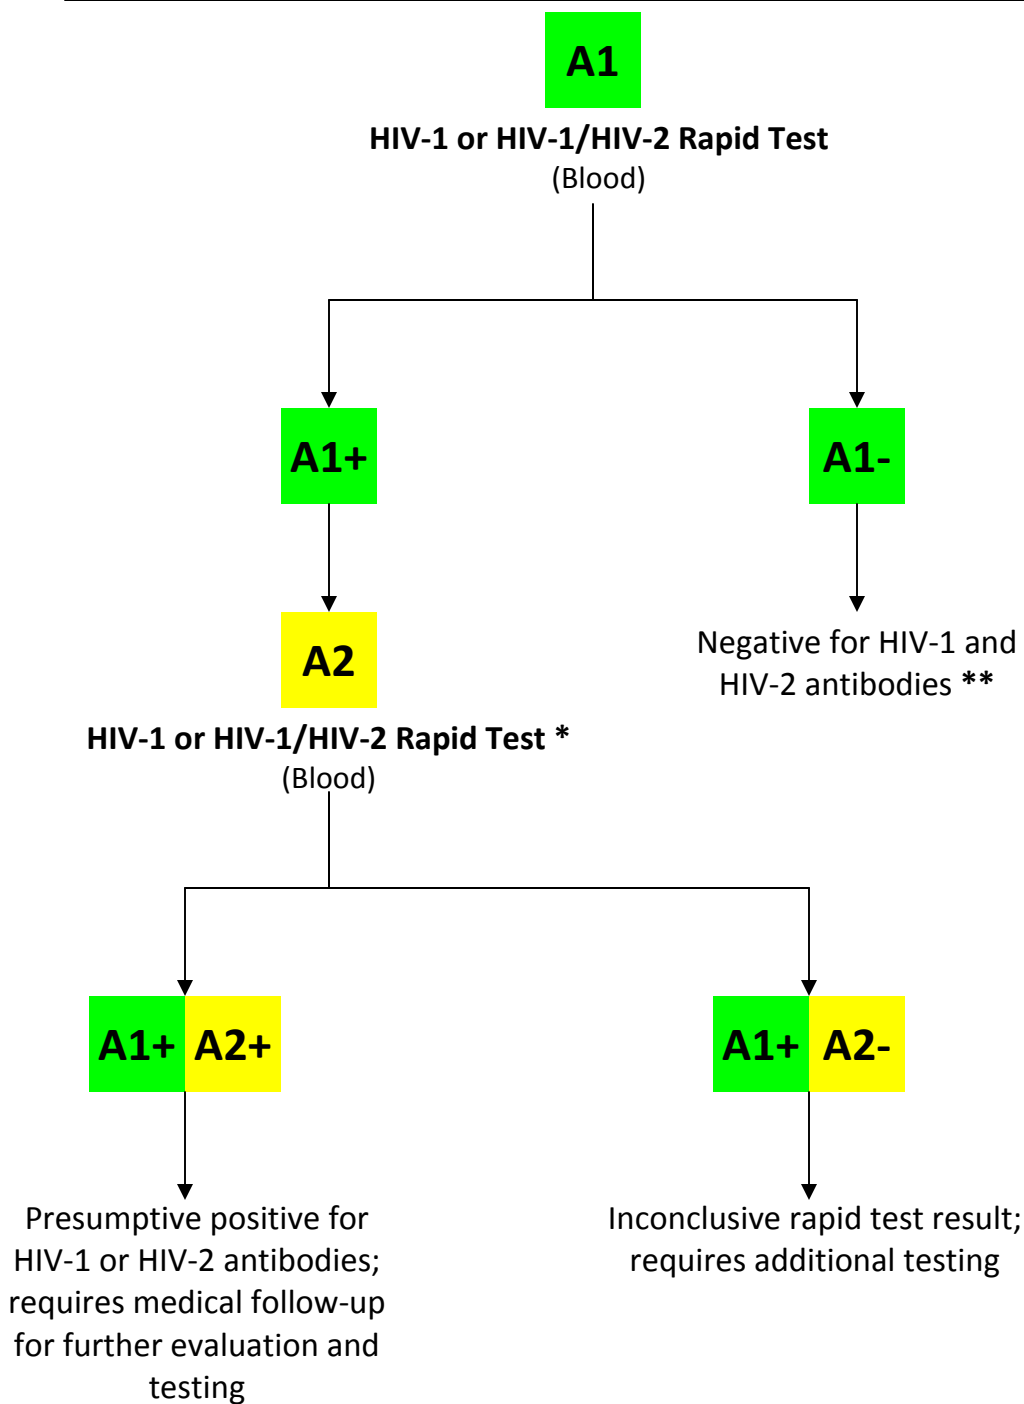 A1
HIV-1 or HIV-1/HIV-2 Rapid Test
(Blood)
A1+
A1-
A2
HIV-1 or HIV-1/HIV-2 Rapid Test *
(Blood)
Negative for HIV-1 and
HIV-2 antibodies **
A1+ A2+
A1+ A2-
Presumptive positive for
HIV-1 or HIV-2 antibodies;
requires medical follow-up
for further evaluation and
testing
Inconclusive rapid test result;
requires additional testing